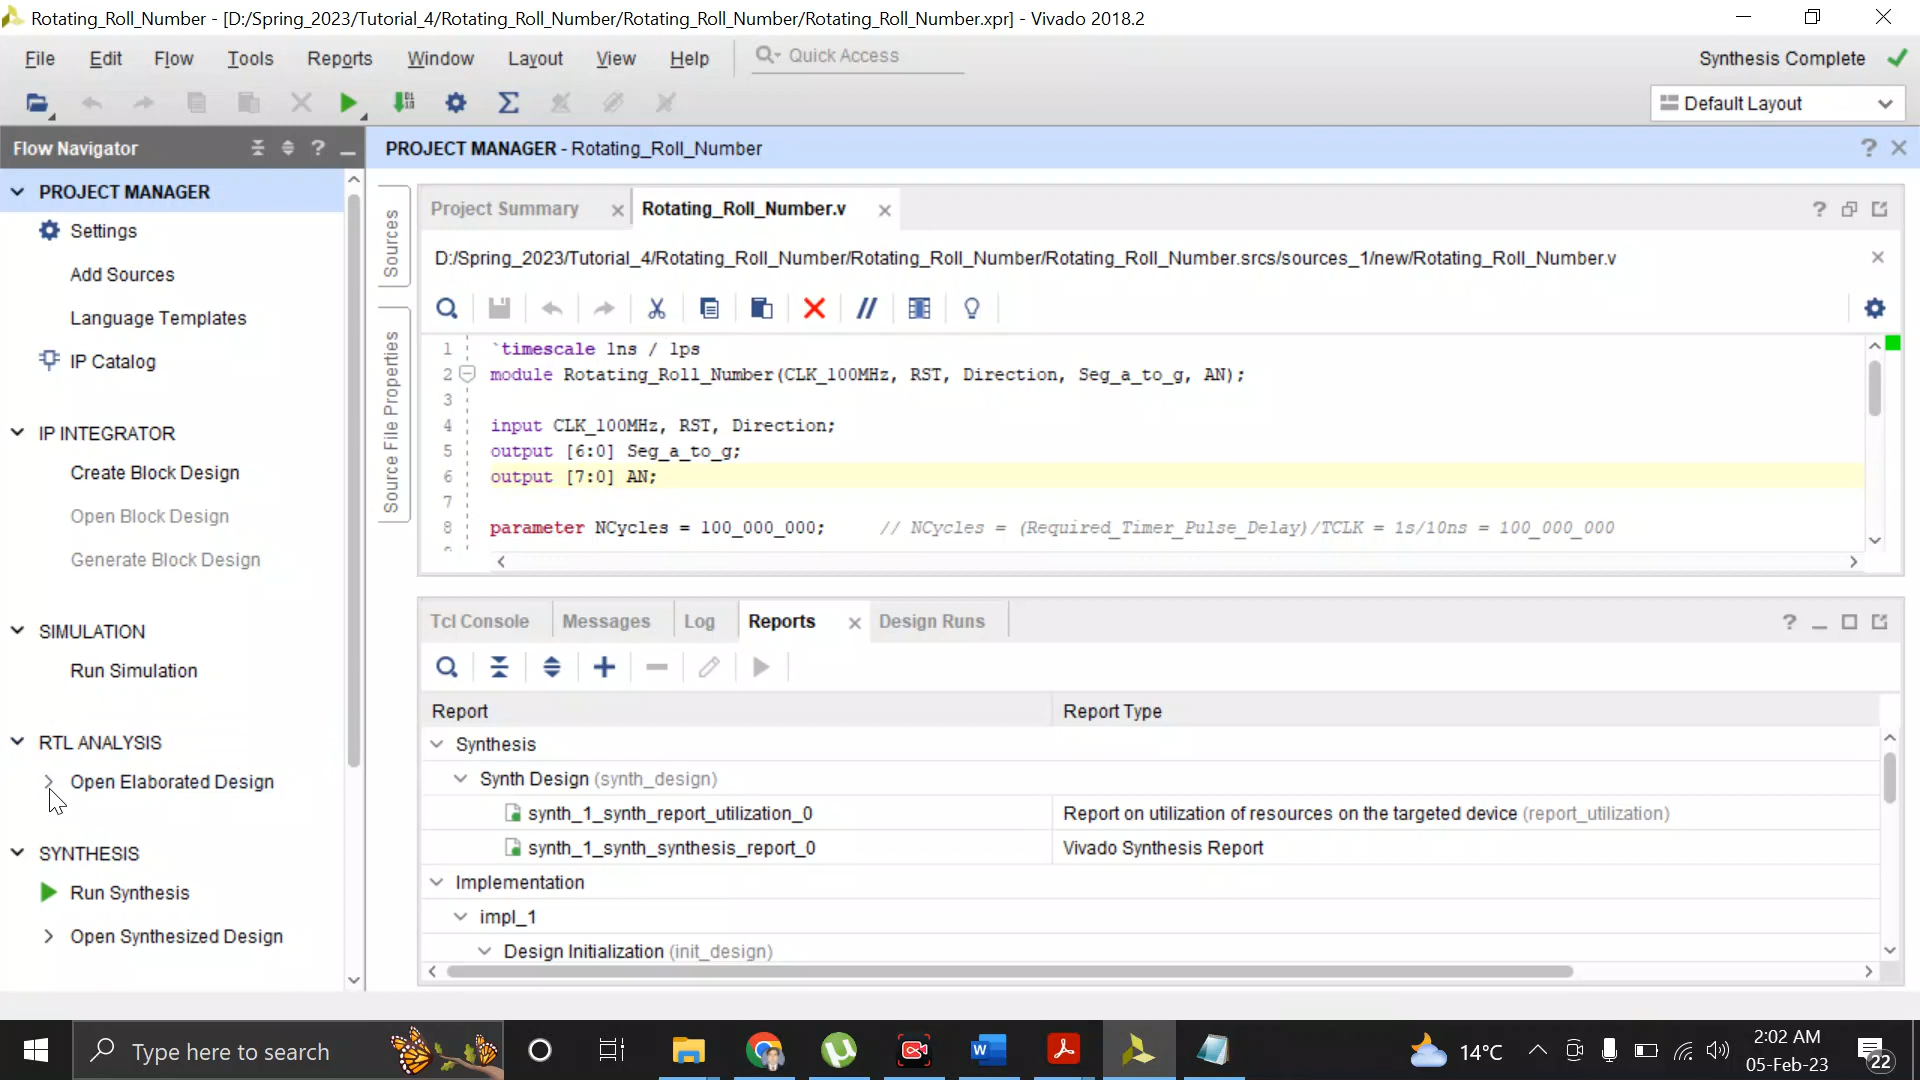 Rotating_Roll_Number - [D:/Spring_2023/Tutorial_4/Rotating_Roll_Number/Rotating_Roll_Number/Rotating_Roll_Number.xpr] - Vivado 2018.2
File Edit Flow Tools Reports Window Layout View Help Quick Access Synthesis Complete
Default Layout
Flow Navigator
PROJECT MANAGER - Rotating_Roll_Number
PROJECT MANAGER
Settings
Add Sources
Language Templates
IP Catalog
IP INTEGRATOR
Create Block Design
Open Block Design
Generate Block Design
SIMULATION
Run Simulation
RTL ANALYSIS
Open Elaborated Design
SYNTHESIS
Run Synthesis
Open Synthesized Design
Sources
Source File Properties
Project Summary Rotating_Roll_Number.v
D:/Spring_2023/Tutorial_4/Rotating_Roll_Number/Rotating_Roll_Number/Rotating_Roll_Number.srcs/sources_1/new/Rotating_Roll_Number.v
1 `timescale 1ns / 1ps
2 module Rotating_Roll_Number(CLK_100MHz, RST, Direction, Seg_a_to_g, AN);
3
4 input CLK_100MHz, RST, Direction;
5 output [6:0] Seg_a_to_g;
6 output [7:0] AN;
7
8 parameter NCycles = 100_000_000; // NCycles = (Required_Timer_Pulse_Delay)/TCLK = 1s/10ns = 100_000_000
Tcl Console Messages Log Reports Design Runs
Report Report Type
Synthesis
Synth Design (synth_design)
synth_1_synth_report_utilization_0 Report on utilization of resources on the targeted device (report_utilization)
synth_1_synth_synthesis_report_0 Vivado Synthesis Report
Implementation
impl_1
Design Initialization (init_design)
Type here to search
14°C
2:02 AM
05-Feb-23
22